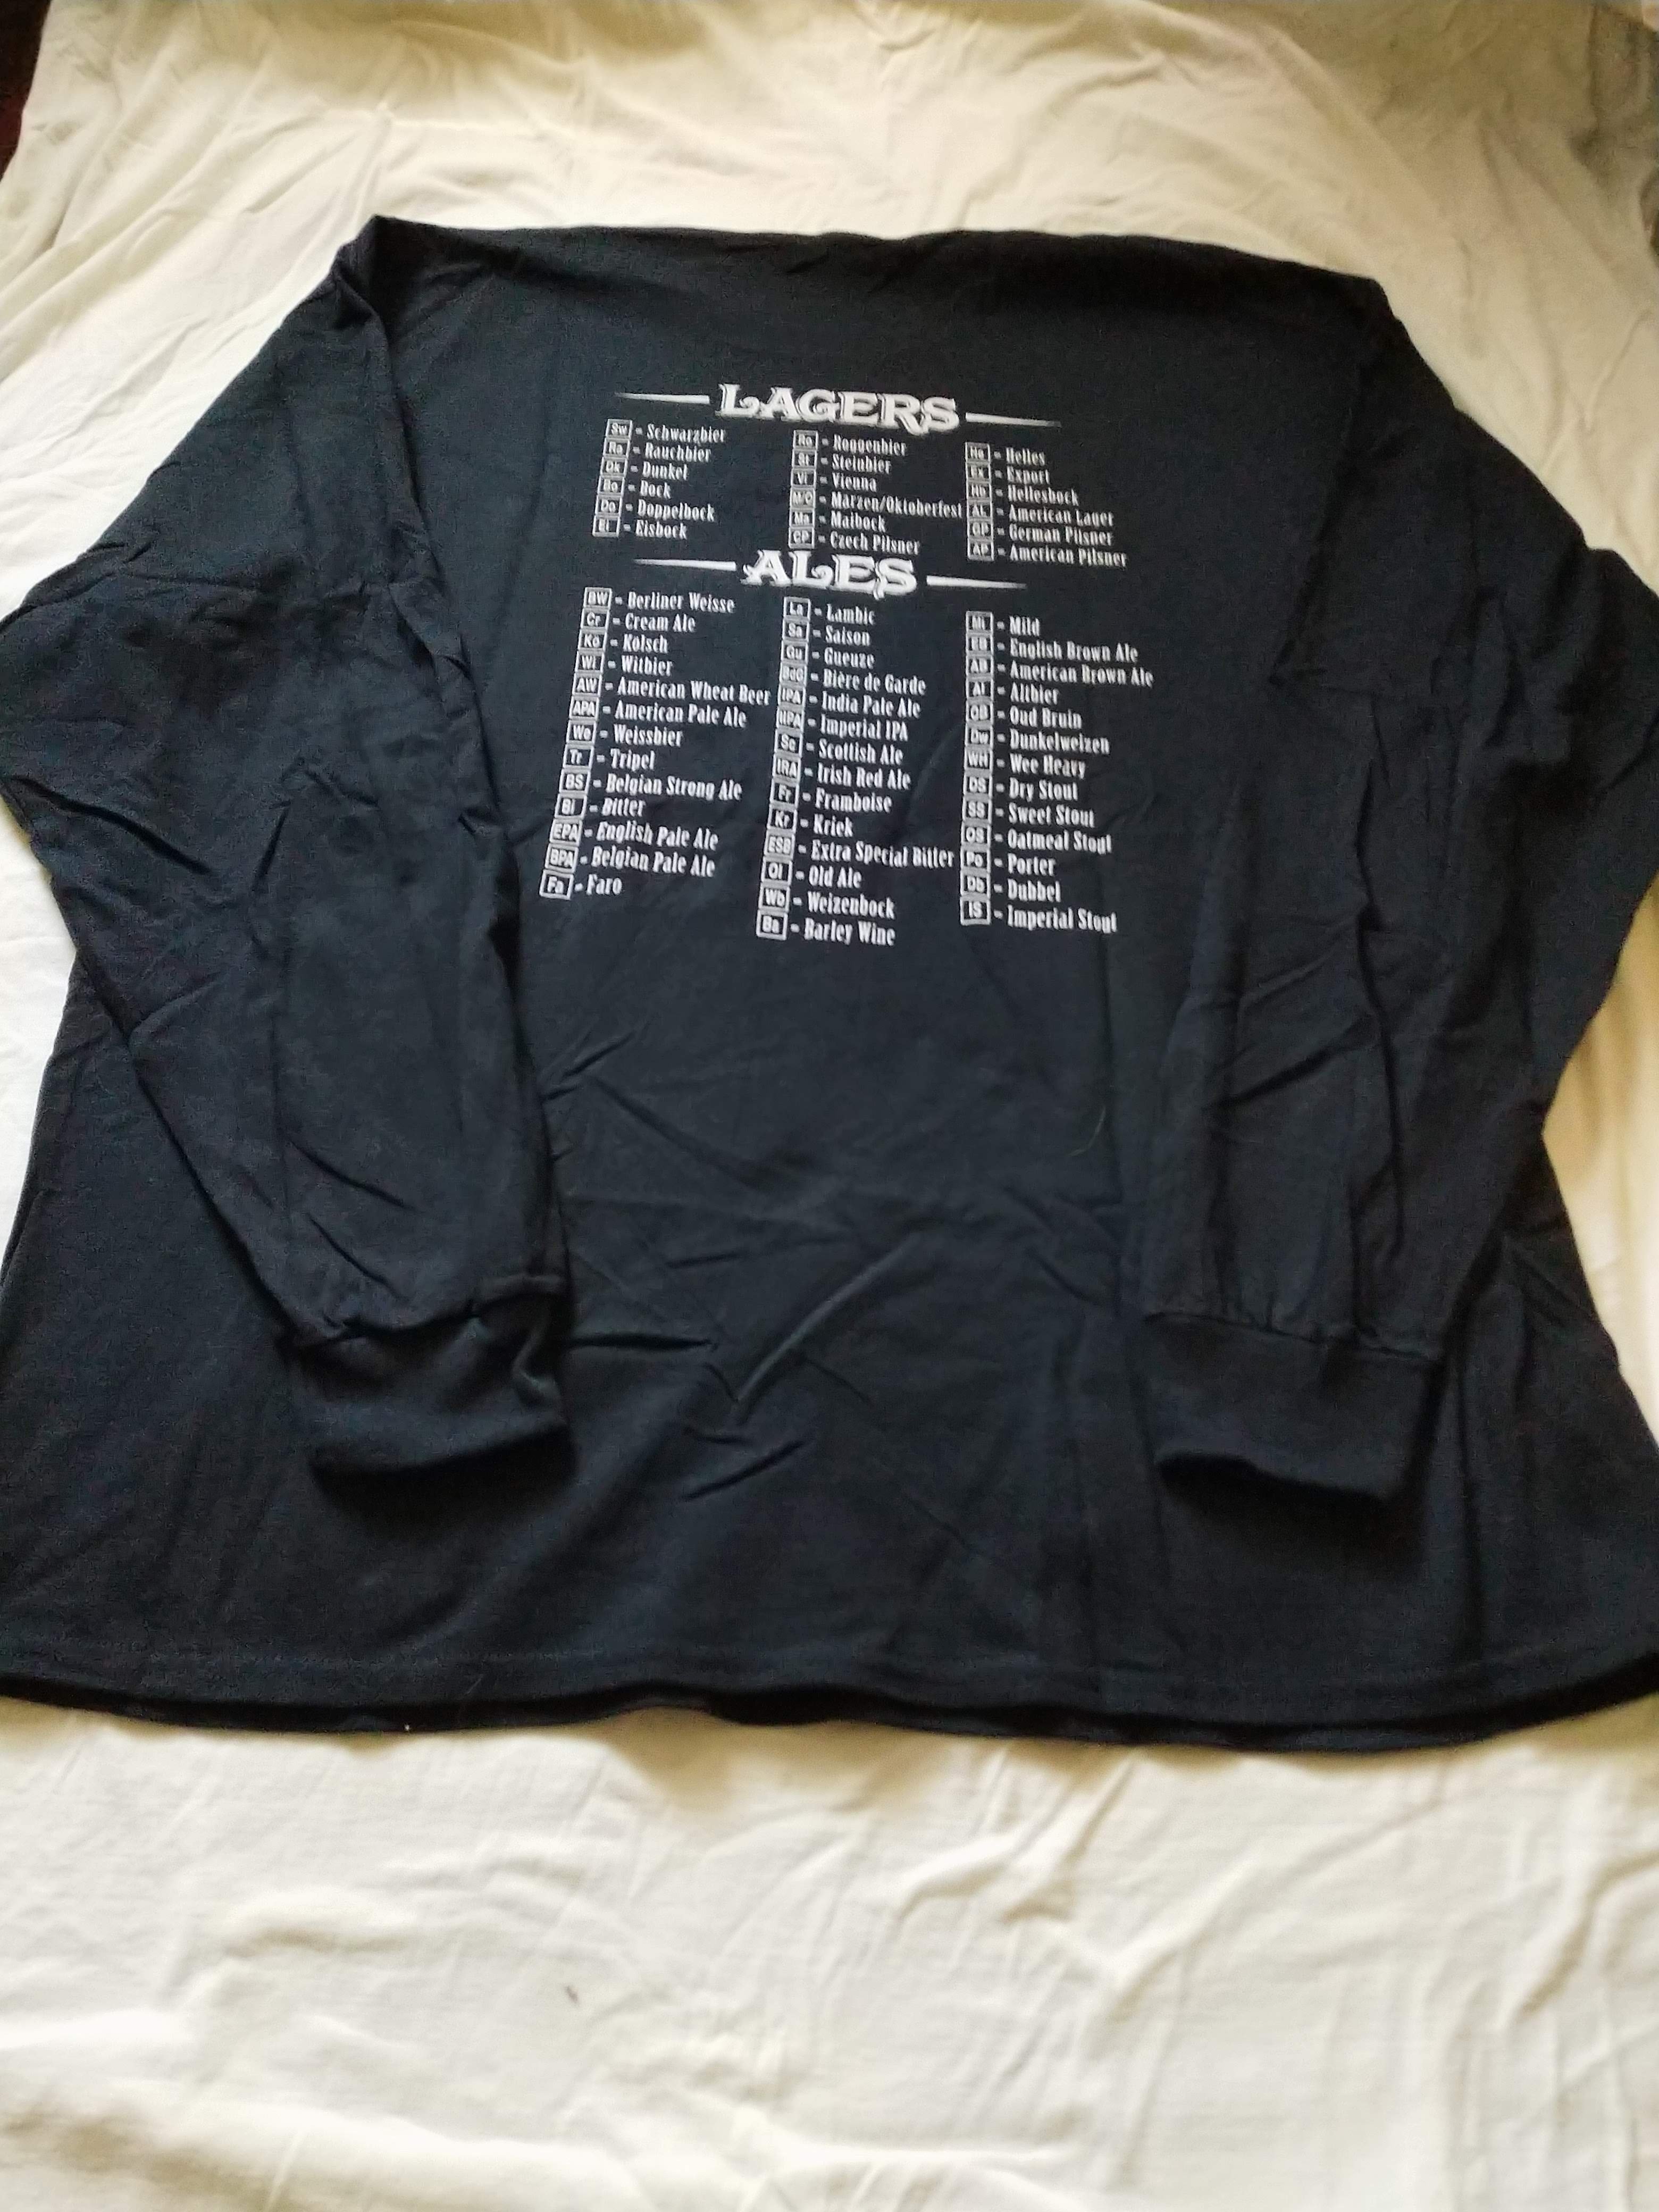 LAGERS
Sw - Schwarzbier
Ra - Rauchbier
Dk - Dunkel
Bo - Bock
Do - Doppelbock
Ei - Eisbock
Ro - Roggenbier
St - Steinbier
Vi - Vienna
M/O - Märzen/Oktoberfest
Ma - Maibock
CP - Czech Pilsner
- Helles
- Export
Hb - Hellesbock
AL - American Lager
GP - German Pilsner
AP - American Pilsner
ALES
BW - Berliner Weisse
Cr - Cream Ale
Ko - Kölsch
Wi - Witbier
AW - American Wheat Beer
APA - American Pale Ale
We - Weissbier
Tr - Tripel
BS - Belgian Strong Ale
Bi - Bitter
EPA - English Pale Ale
BPA - Belgian Pale Ale
Fa - Faro
La - Lambic
Sa - Saison
Gu - Gueuze
BdG - Bière de Garde
IPA - India Pale Ale
IIPA - Imperial IPA
Sc - Scottish Ale
IRA - Irish Red Ale
Fr - Framboise
Kr - Kriek
ESB - Extra Special Bitter
Ol - Old Ale
Wb - Weizenbock
Ba - Barley Wine
Mi - Mild
EB - English Brown Ale
AB - American Brown Ale
Al - Altbier
OB - Oud Bruin
Dw - Dunkelweizen
WH - Wee Heavy
DS - Dry Stout
SS - Sweet Stout
OS - Oatmeal Stout
Po - Porter
Db - Dubbel
IS - Imperial Stout